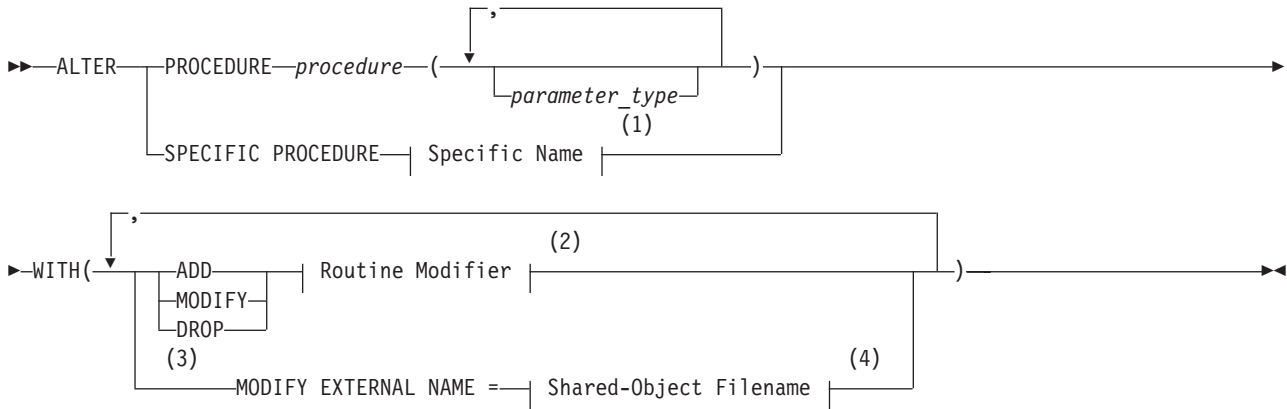 ,
ALTER PROCEDURE procedure ( )
parameter_type
(1)
SPECIFIC PROCEDURE Specific Name
,
(2)
WITH( ADD Routine Modifier )
MODIFY
DROP
(3) (4)
MODIFY EXTERNAL NAME = Shared-Object Filename